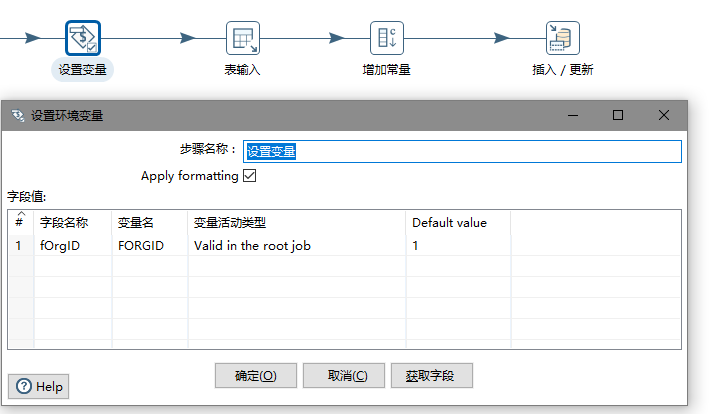 设置变量 表输入 增加常量 插入 / 更新
设置环境变量
步骤名称： 设置变量
Apply formatting
字段值:
# 字段名称 变量名 变量活动类型 Default value
1 fOrgID FORGID Valid in the root job 1
确定(O) 取消(C) 获取字段
Help